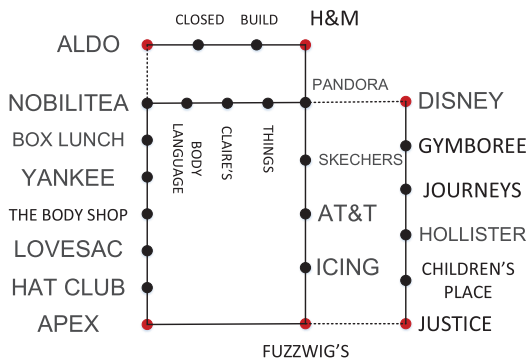 CLOSED BUILD H&M
ALDO
PANDORA
NOBILITEA
DISNEY
BODY
LANGUAGE
CLAIRE'S
THINGS
BOX LUNCH
GYMBOREE
SKECHERS
YANKEE
JOURNEYS
THE BODY SHOP
AT&T
HOLLISTER
LOVESAC
ICING
CHILDREN'S
PLACE
HAT CLUB
APEX
JUSTICE
FUZZWIG'S